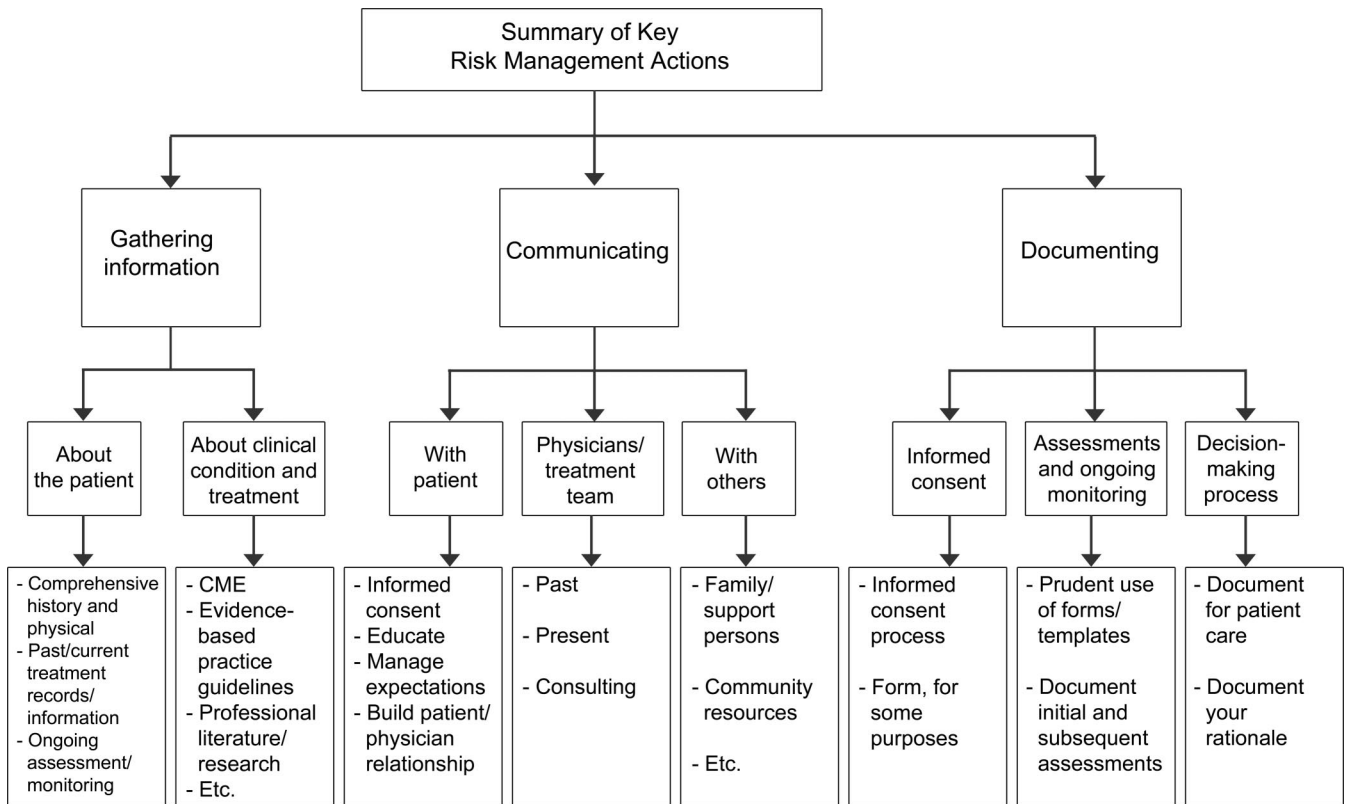 Summary of Key
Risk Management Actions
Gathering
information
Communicating
Documenting
About
the patient
About clinical
condition and
treatment
With
patient
Physicians/
treatment
team
With
others
Informed
consent
Assessments
and ongoing
monitoring
Decision-
making
process
- Comprehensive
history and
physical
- Past/current
treatment
records/
information
- Ongoing
assessment/
monitoring
- CME
- Evidence-
based
practice
guidelines
- Professional
literature/
research
- Etc.
- Informed
consent
- Educate
- Manage
expectations
- Build patient/
physician
relationship
- Past
- Present
- Consulting
- Family/
support
persons
- Community
resources
- Etc.
- Informed
consent
process
- Form, for
some
purposes
- Prudent use
of forms/
templates
- Document
initial and
subsequent
assessments
- Document
for patient
care
- Document
your
rationale